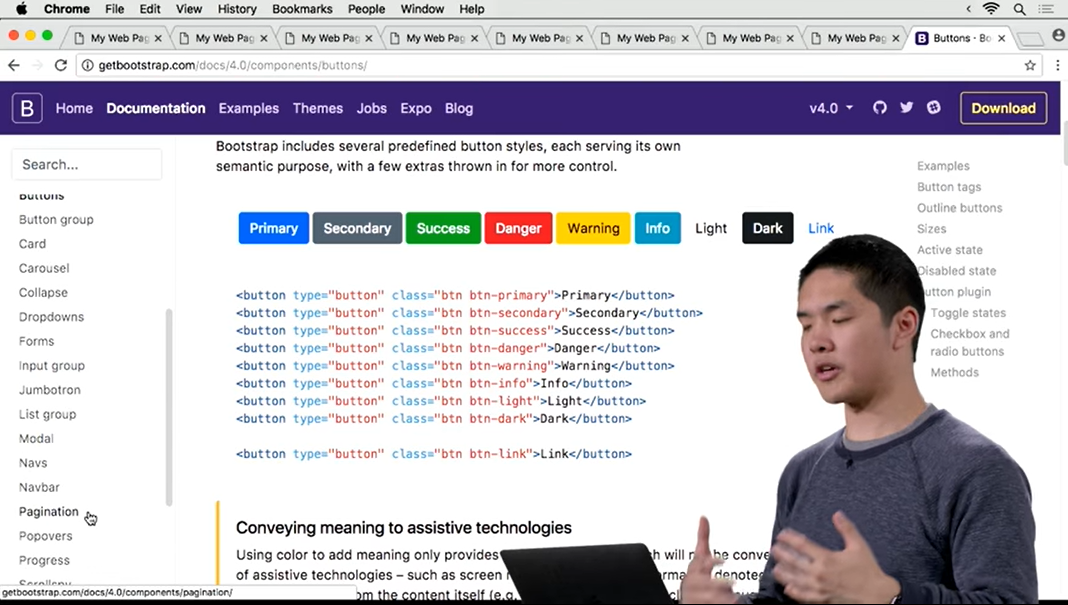 Chrome File Edit View History Bookmarks People Window Help
My Web Pag My Web Pag My Web Pag My Web Pag My Web Pag My Web Pag My Web Pag My Web Pag B Buttons · Bo
getbootstrap.com/docs/4.0/components/buttons/
B Home Documentation Examples Themes Jobs Expo Blog v4.0 Download
Search...
Buttons
Button group
Card
Carousel
Collapse
Dropdowns
Forms
Input group
Jumbotron
List group
Modal
Navs
Navbar
Pagination
Popovers
Progress
Scrollspy
getbootstrap.com/docs/4.0/components/pagination/
Bootstrap includes several predefined button styles, each serving its own
semantic purpose, with a few extras thrown in for more control.
Primary Secondary Success Danger Warning Info Light Dark Link
<button type="button" class="btn btn-primary">Primary</button>
<button type="button" class="btn btn-secondary">Secondary</button>
<button type="button" class="btn btn-success">Success</button>
<button type="button" class="btn btn-danger">Danger</button>
<button type="button" class="btn btn-warning">Warning</button>
<button type="button" class="btn btn-info">Info</button>
<button type="button" class="btn btn-light">Light</button>
<button type="button" class="btn btn-dark">Dark</button>
<button type="button" class="btn btn-link">Link</button>
Conveying meaning to assistive technologies
Using color to add meaning only provides will be conve
of assistive technologies – such as screen denoted
the content itself (e.g.
Examples
Button tags
Outline buttons
Sizes
Active state
Disabled state
utton plugin
Toggle states
Checkbox and
radio buttons
Methods